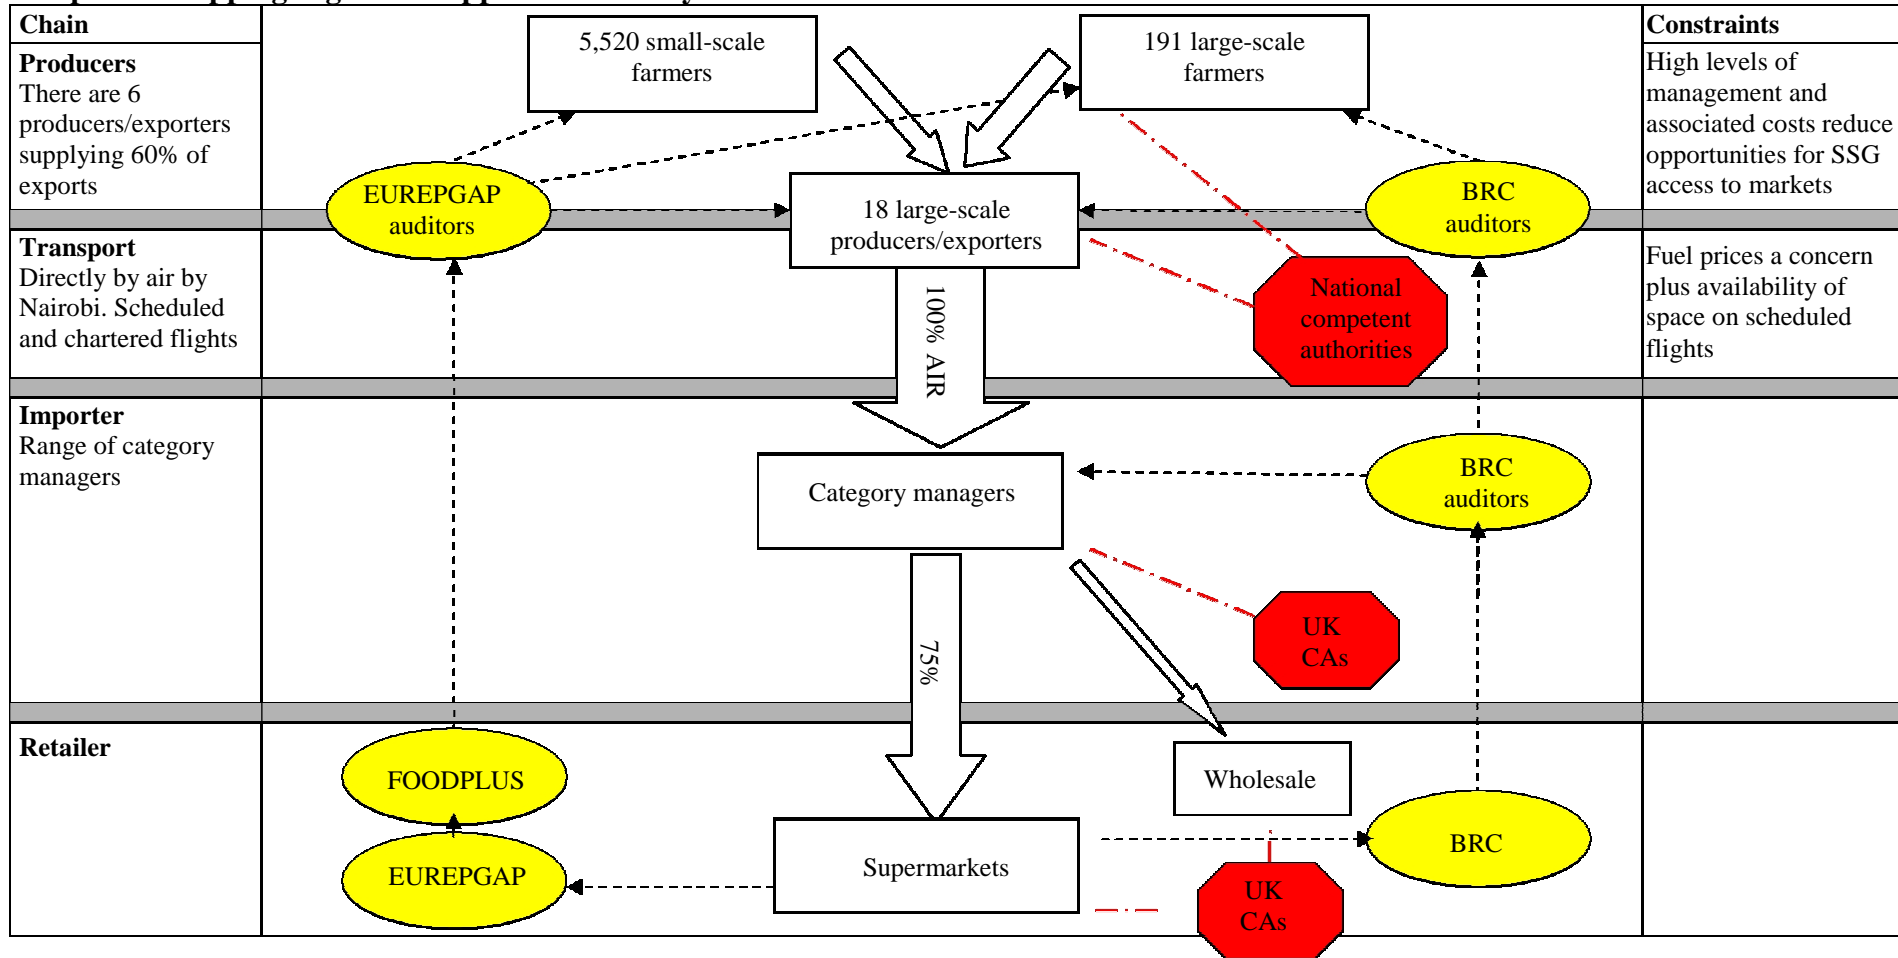 Chain
5,520 small-scale
farmers
191 large-scale
farmers
Constraints
Producers
There are 6
producers/exporters
supplying 60% of
exports
High levels of
management and
associated costs reduce
opportunities for SSG
access to markets
EUREPGAP
auditors
18 large-scale
producers/exporters
BRC
auditors
Transport
Directly by air by
Nairobi. Scheduled
and chartered flights
100% AIR
National
competent
authorities
Fuel prices a concern
plus availability of
space on scheduled
flights
Importer
Range of category
managers
Category managers
BRC
auditors
75%
UK
CAs
Retailer
FOODPLUS
EUREPGAP
Supermarkets
Wholesale
BRC
UK
CAs